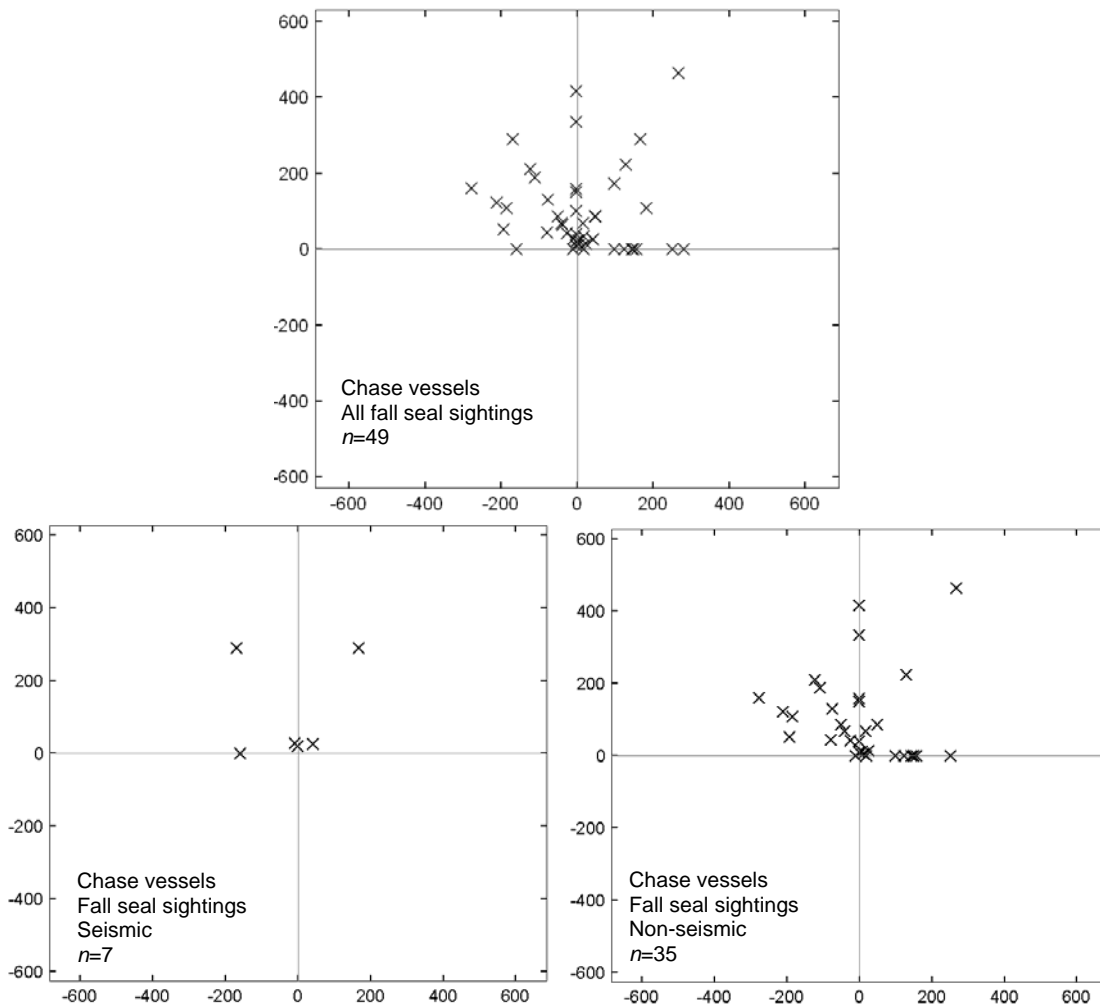 600
400
200
0
-200
-400
-600
Chase vessels
All fall seal sightings
n=49
-600 -400 -200 0 200 400 600
600
400
200
0
-200
-400
-600
Chase vessels
Fall seal sightings
Seismic
n=7
-600 -400 -200 0 200 400 600
600
400
200
0
-200
-400
-600
Chase vessels
Fall seal sightings
Non-seismic
n=35
-600 -400 -200 0 200 400 600